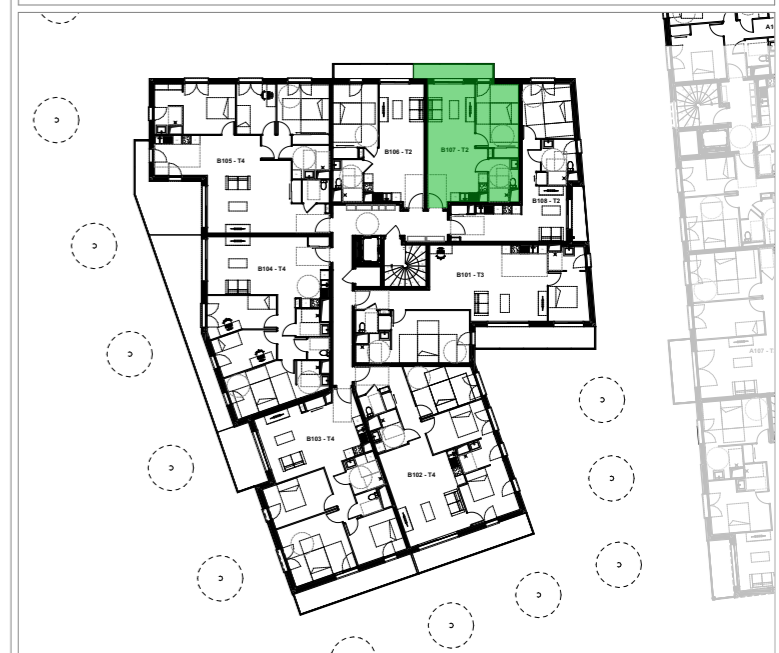 B105 - T4
B106 - T2
B107 - T2
B108 - T2
B104 - T4
B101 - T3
B103 - T4
B102 - T4